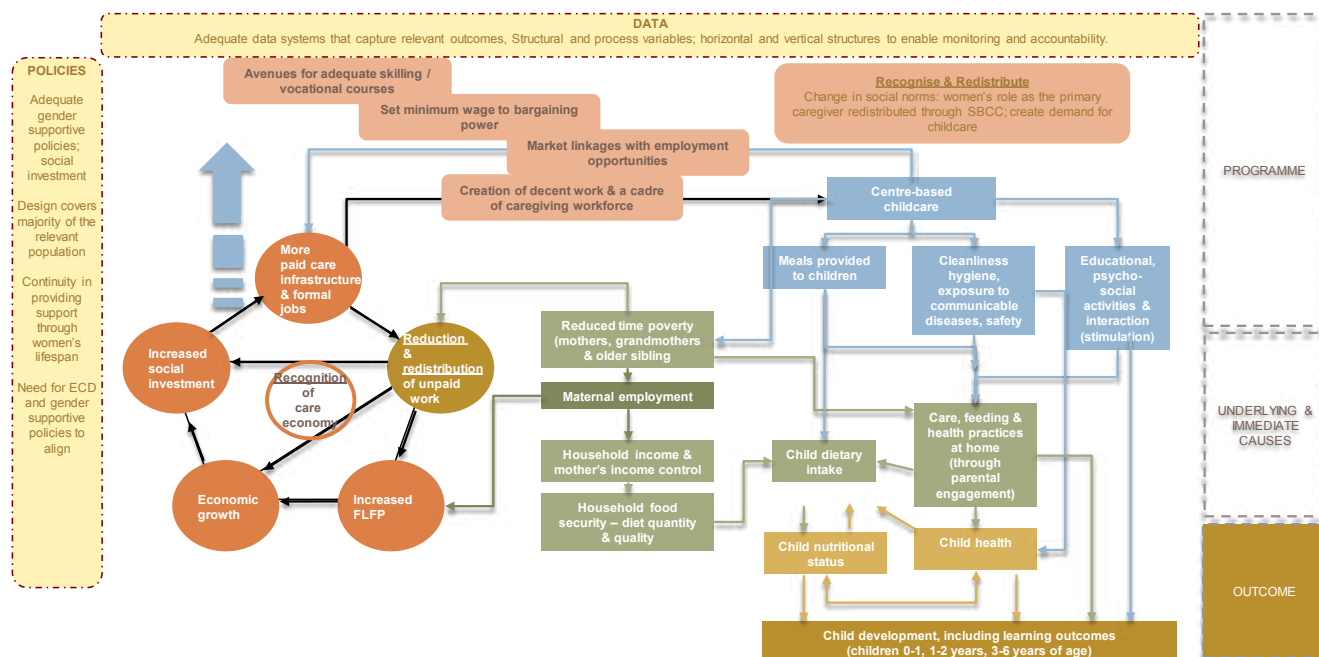 DATA
Adequate data systems that capture relevant outcomes, Structural and process variables; horizontal and vertical structures to enable monitoring and accountability.
POLICIES
Adequate
gender
supportive
policies;
social
investment
Design covers
majority of the
relevant
population
Continuity in
providing
support
through
women's
lifespan
Need for ECD
and gender
supportive
policies to
align
Avenues for adequate skilling /
vocational courses
Set minimum wage to bargaining
power
Market linkages with employment
opportunities
Creation of decent work & a cadre
of caregiving workforce
Recognise & Redistribute
Change in social norms: women's role as the primary
caregiver redistributed through SBCC; create demand for
childcare
More
paid care
infrastructure
& formal
jobs
Reduction
&
redistribution
of unpaid
work
Increased
social
investment
Recognition
of
care
economy
Economic
growth
Increased
FLFP
Centre-based
childcare
Meals provided
to children
Cleanliness
hygiene,
exposure to
communicable
diseases, safety
Educational,
psycho-
social
activities &
interaction
(stimulation)
Reduced time poverty
(mothers, grandmothers
& older sibling
Maternal employment
Household income &
mother's income control
Household food
security – diet quantity
& quality
Child dietary
intake
Care, feeding &
health practices
at home
(through
parental
engagement)
Child nutritional
status
Child health
Child development, including learning outcomes
(children 0-1, 1-2 years, 3-6 years of age)
PROGRAMME
UNDERLYING &
IMMEDIATE
CAUSES
OUTCOME